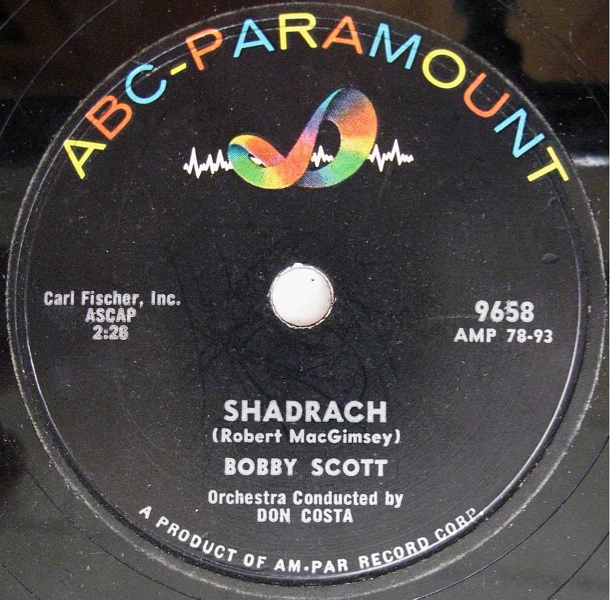 ABC-PARAMOUNT
Carl Fischer, Inc.
ASCAP
2:28
9658
AMP 78-93
SHADRACH
(Robert MacGimsey)
BOBBY SCOTT
Orchestra Conducted by
DON COSTA
A PRODUCT OF AM-PAR RECORD CORP.